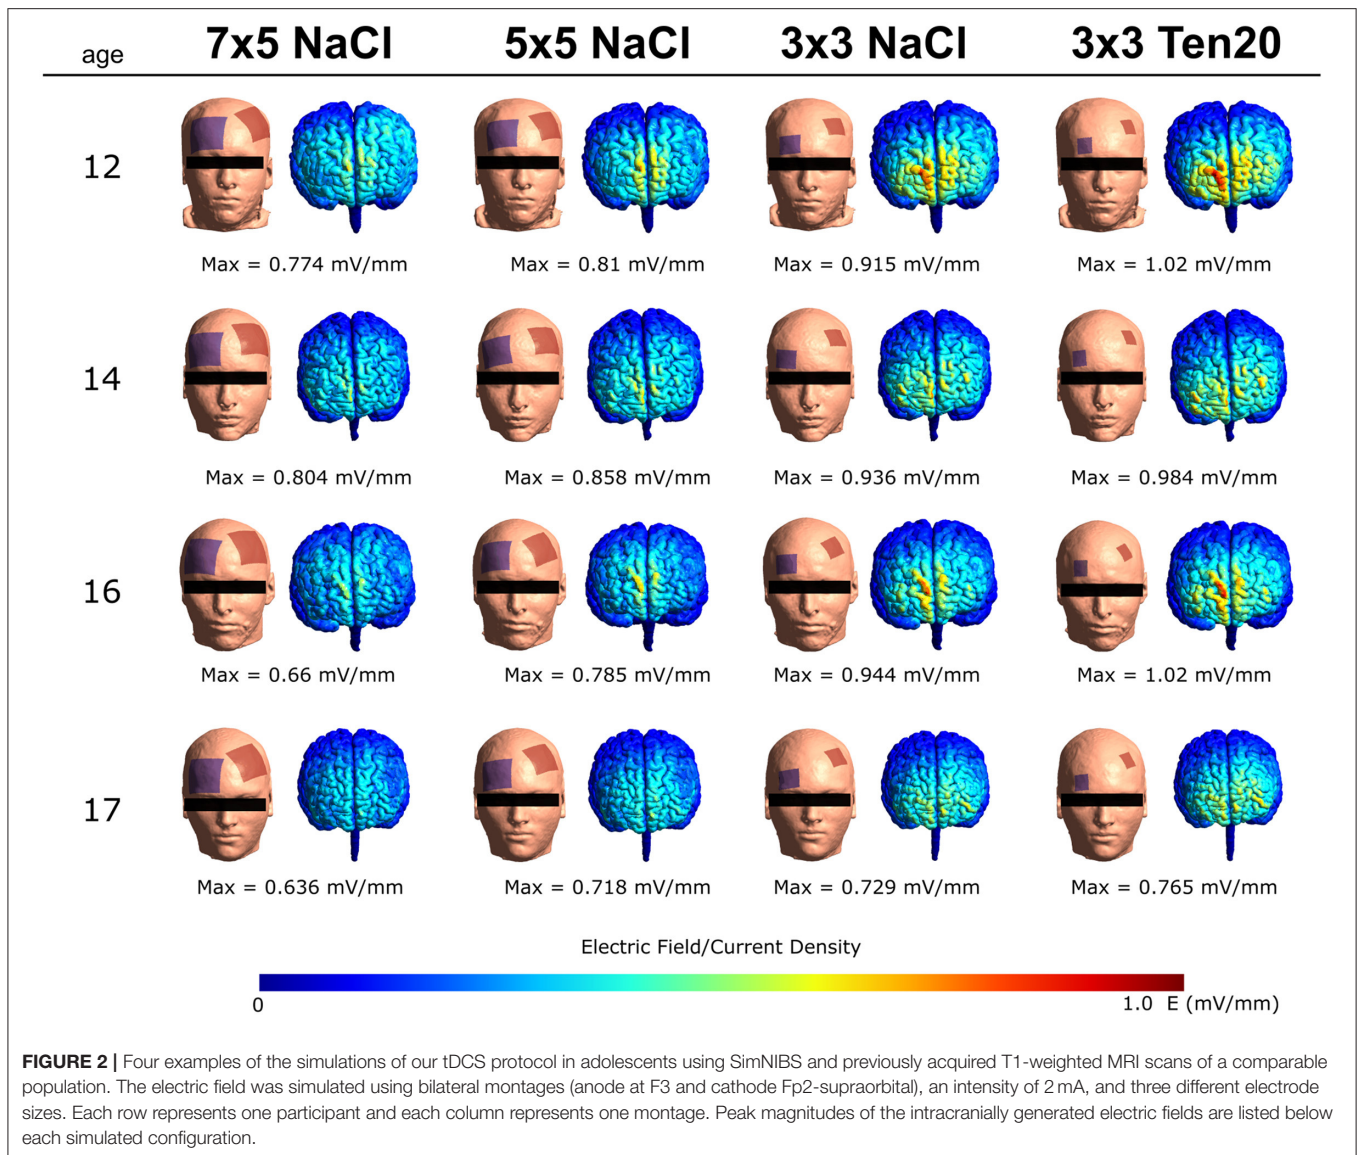 age 7x5 NaCl 5x5 NaCl 3x3 NaCl 3x3 Ten20
12
Max = 0.774 mV/mm Max = 0.81 mV/mm Max = 0.915 mV/mm Max = 1.02 mV/mm
14
Max = 0.804 mV/mm Max = 0.858 mV/mm Max = 0.936 mV/mm Max = 0.984 mV/mm
16
Max = 0.66 mV/mm Max = 0.785 mV/mm Max = 0.944 mV/mm Max = 1.02 mV/mm
17
Max = 0.636 mV/mm Max = 0.718 mV/mm Max = 0.729 mV/mm Max = 0.765 mV/mm
Electric Field/Current Density
0 1.0 E (mV/mm)
FIGURE 2 | Four examples of the simulations of our tDCS protocol in adolescents using SimNIBS and previously acquired T1-weighted MRI scans of a comparable
population. The electric field was simulated using bilateral montages (anode at F3 and cathode Fp2-supraorbital), an intensity of 2 mA, and three different electrode
sizes. Each row represents one participant and each column represents one montage. Peak magnitudes of the intracranially generated electric fields are listed below
each simulated configuration.